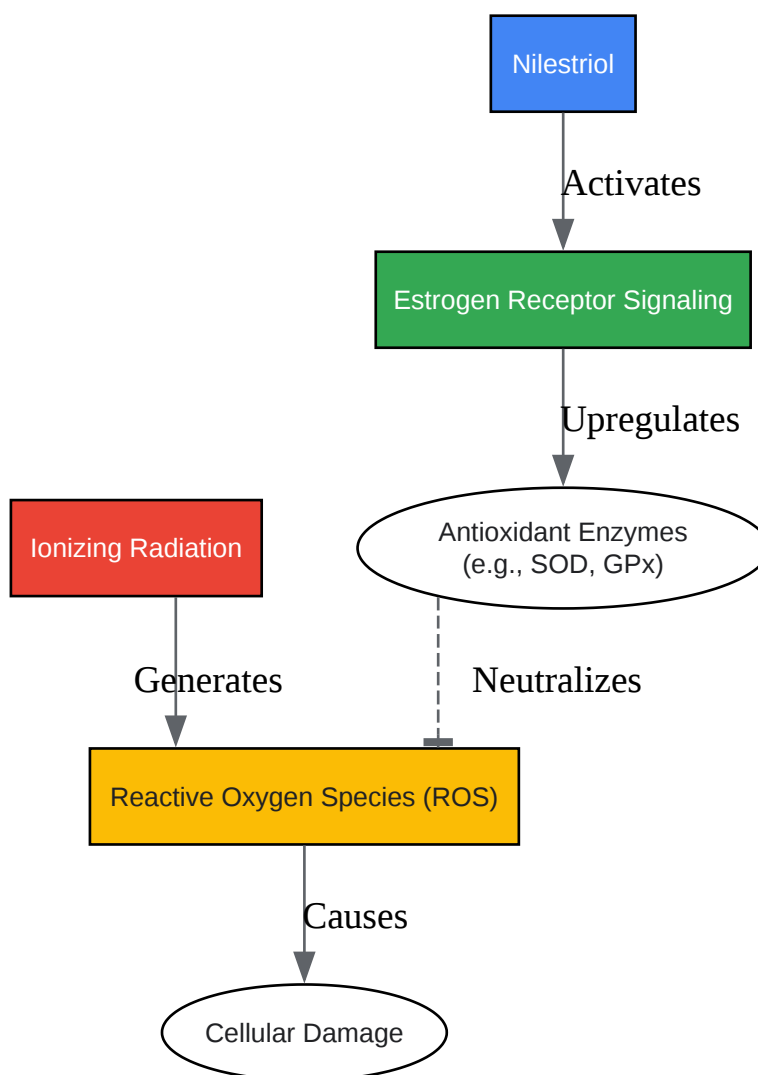 Nilestriol
Activates
Estrogen Receptor Signaling
Upregulates
Antioxidant Enzymes
(e.g., SOD, GPx)
Ionizing Radiation
Generates
Neutralizes
Reactive Oxygen Species (ROS)
Causes
Cellular Damage